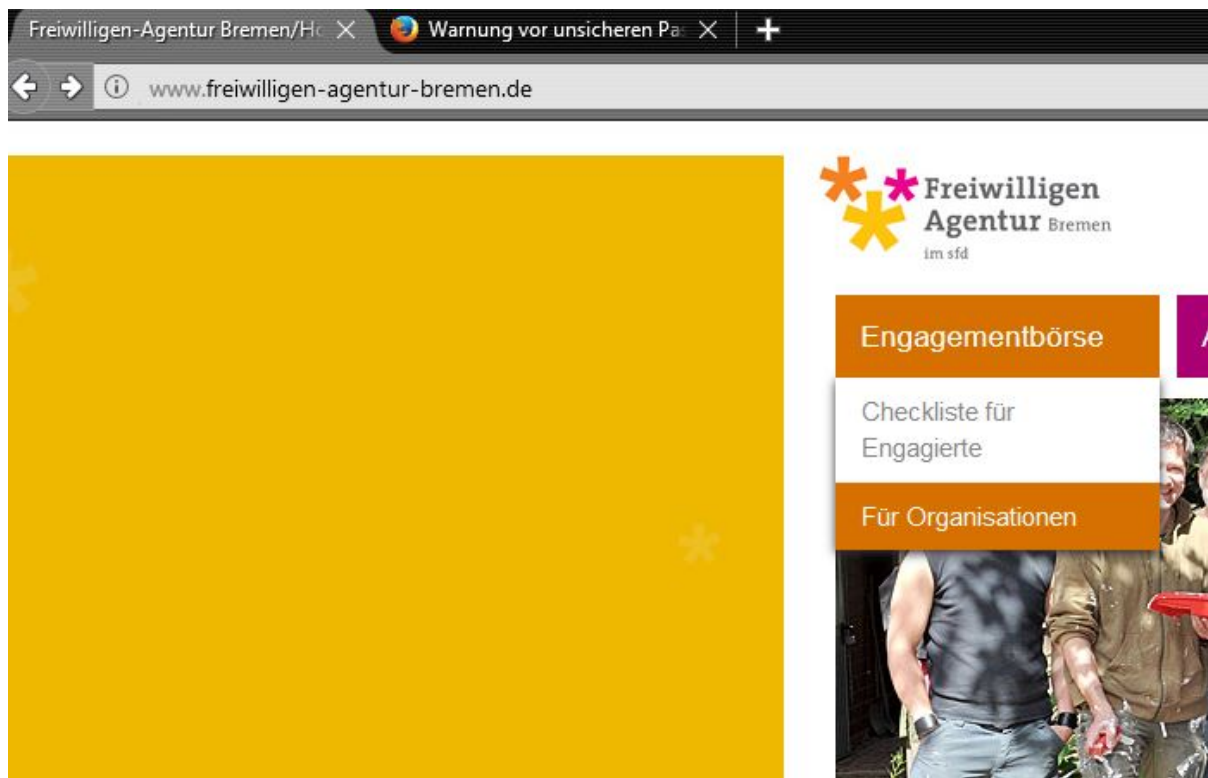 Freiwilligen-Agentur Bremen/Ho
Warnung vor unsicheren Pa
www.freiwilligen-agentur-bremen.de
Freiwilligen
Agentur Bremen
im sfd
Engagementbörse
A
Checkliste für
Engagierte
Für Organisationen